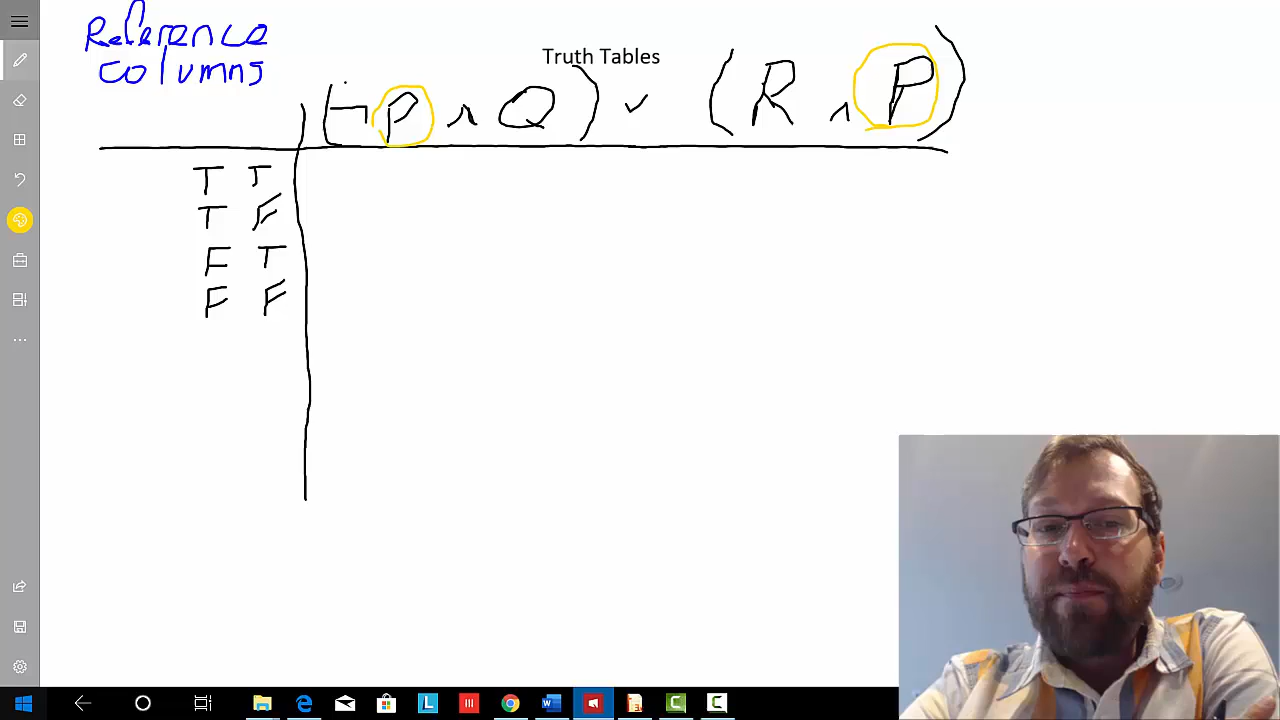 Reference
columns
Truth Tables
(¬P ∧ Q) ∨ (R ∧ P)
T T
T F
F T
F F